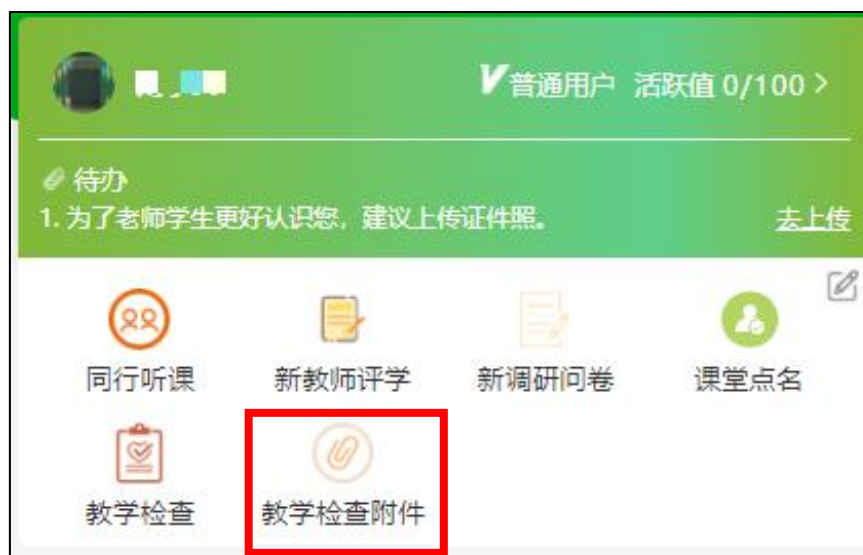 V普通用户 活跃值 0/100 >
待办
1. 为了老师学生更好认识您，建议上传证件照。 去上传
同行听课 新教师评学 新调研问卷 课堂点名
教学检查 教学检查附件